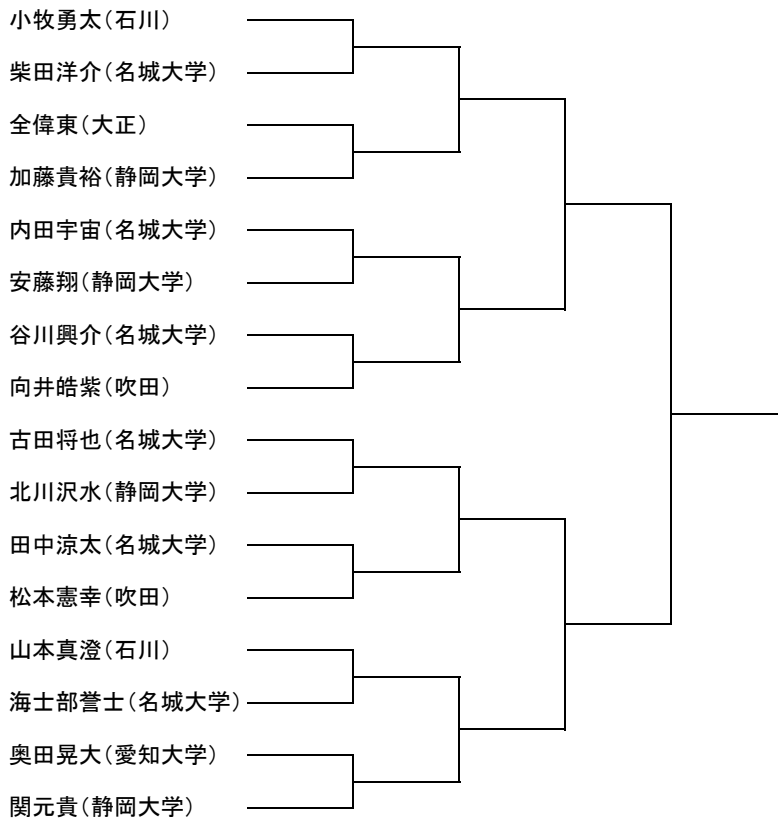 小牧勇太（石川）
柴田洋介（名城大学）
全偉東（大正）
加藤貴裕（静岡大学）
内田宇宙（名城大学）
安藤翔（静岡大学）
谷川興介（名城大学）
向井皓紫（吹田）
古田将也（名城大学）
北川沢水（静岡大学）
田中涼太（名城大学）
松本憲幸（吹田）
山本真澄（石川）
海士部誉士（名城大学）
奥田晃大（愛知大学）
関元貴（静岡大学）